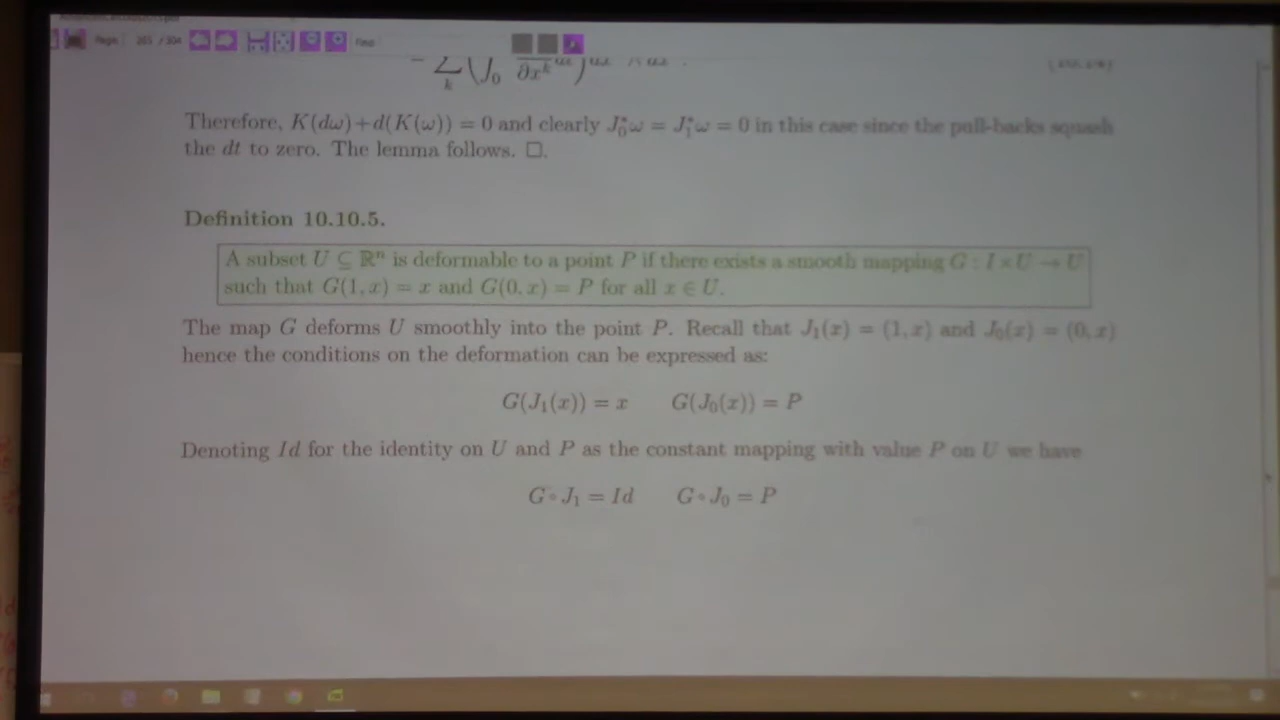 Page 265 / 304 Find
Therefore, K(dω)+d(K(ω)) = 0 and clearly J₀*ω = J₁*ω = 0 in this case since the pull-backs squash
the dt to zero. The lemma follows. □.
Definition 10.10.5.
A subset U ⊆ ℝⁿ is deformable to a point P if there exists a smooth mapping G : I × U → U
such that G(1, x) = x and G(0, x) = P for all x ∈ U.
The map G deforms U smoothly into the point P. Recall that J₁(x) = (1, x) and J₀(x) = (0, x)
hence the conditions on the deformation can be expressed as:
G(J₁(x)) = x G(J₀(x)) = P
Denoting Id for the identity on U and P as the constant mapping with value P on U we have
G∘J₁ = Id G∘J₀ = P